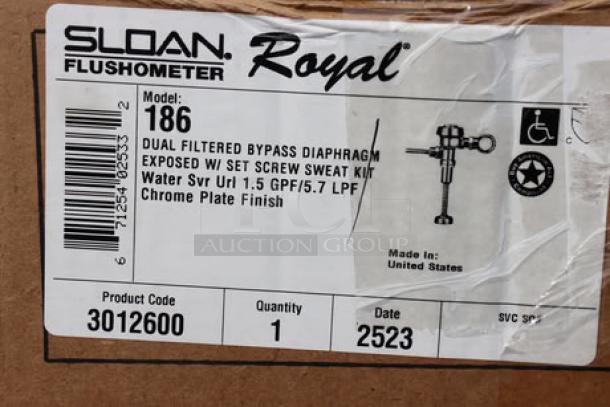 SLOAN.
FLUSHOMETER
Royal®
Model:
186
DUAL FILTERED BYPASS DIAPHRAGM
EXPOSED W/ SET SCREW SWEAT KIT
Water Svr Url 1.5 GPF/5.7 LPF
Chrome Plate Finish
6 71254 02533 2
TCH
AUCTION GROUP
Made In:
United States
Product Code
3012600
Quantity
1
Date
2523
SVC